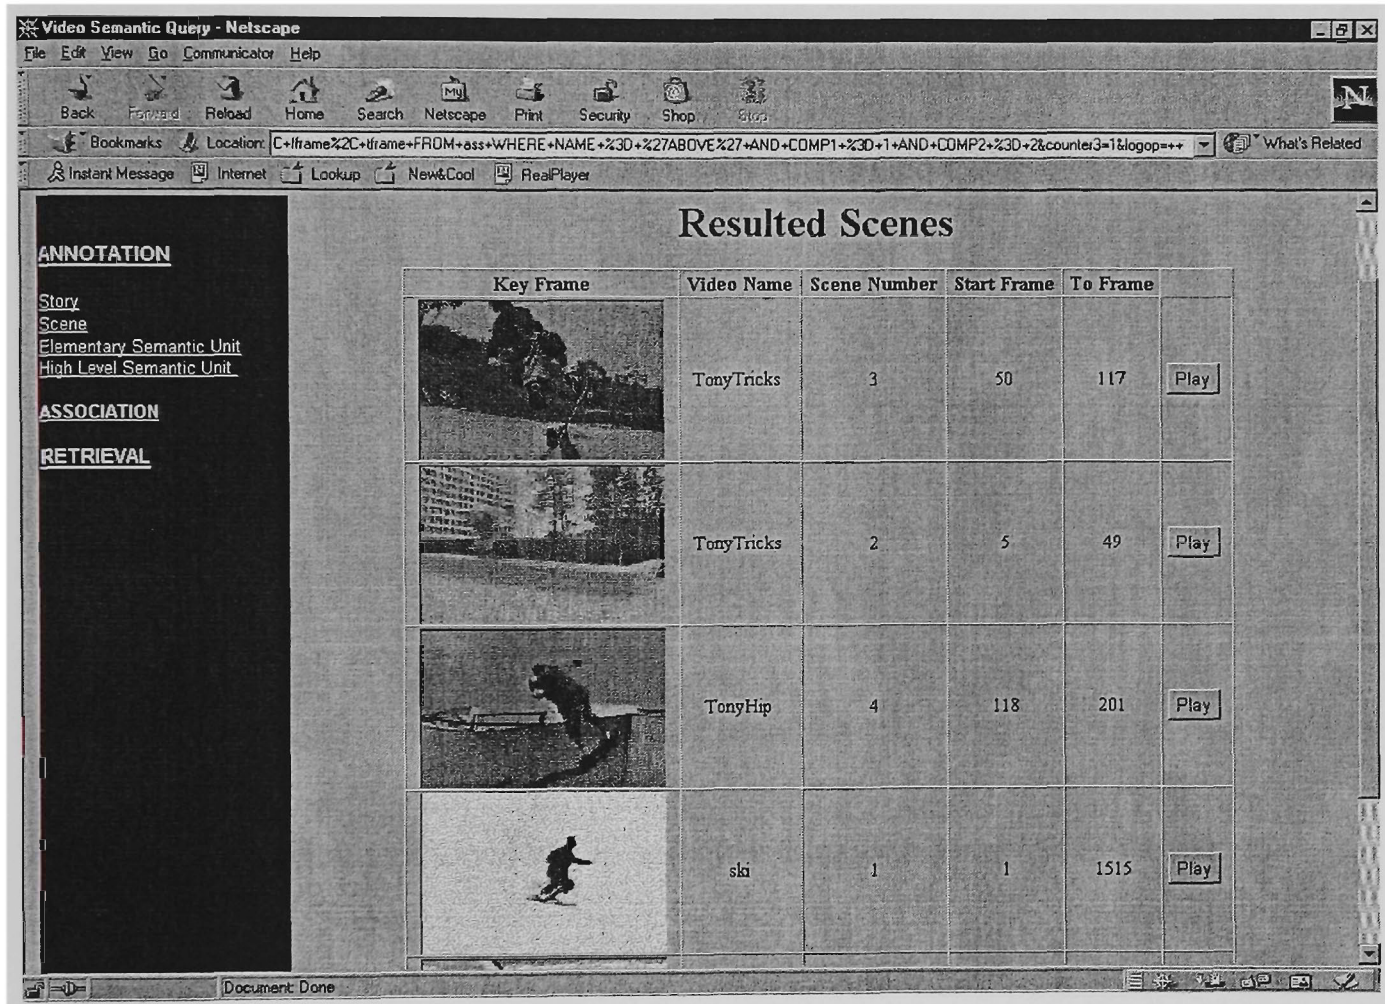 Video Semantic Query - Netscape
File Edit View Go Communicator Help
Back Forward Reload Home Search Netscape Print Security Shop Stop
My
N
Bookmarks Location: C+lframe%2C+tframe+FROM+ass+WHERE+NAME+%3D+%27ABOVE%27+AND+COMP1+%3D+1+AND+COMP2+%3D+2&counter3=1&logop=++ What's Related
Instant Message Internet Lookup New&Cool RealPlayer
ANNOTATION
Story
Scene
Elementary Semantic Unit
High Level Semantic Unit
ASSOCIATION
RETRIEVAL
Resulted Scenes
Key Frame Video Name Scene Number Start Frame To Frame
TonyTricks 3 50 117 Play
TonyTricks 2 5 49 Play
TonyHip 4 118 201 Play
ski 1 1 1515 Play
Document: Done